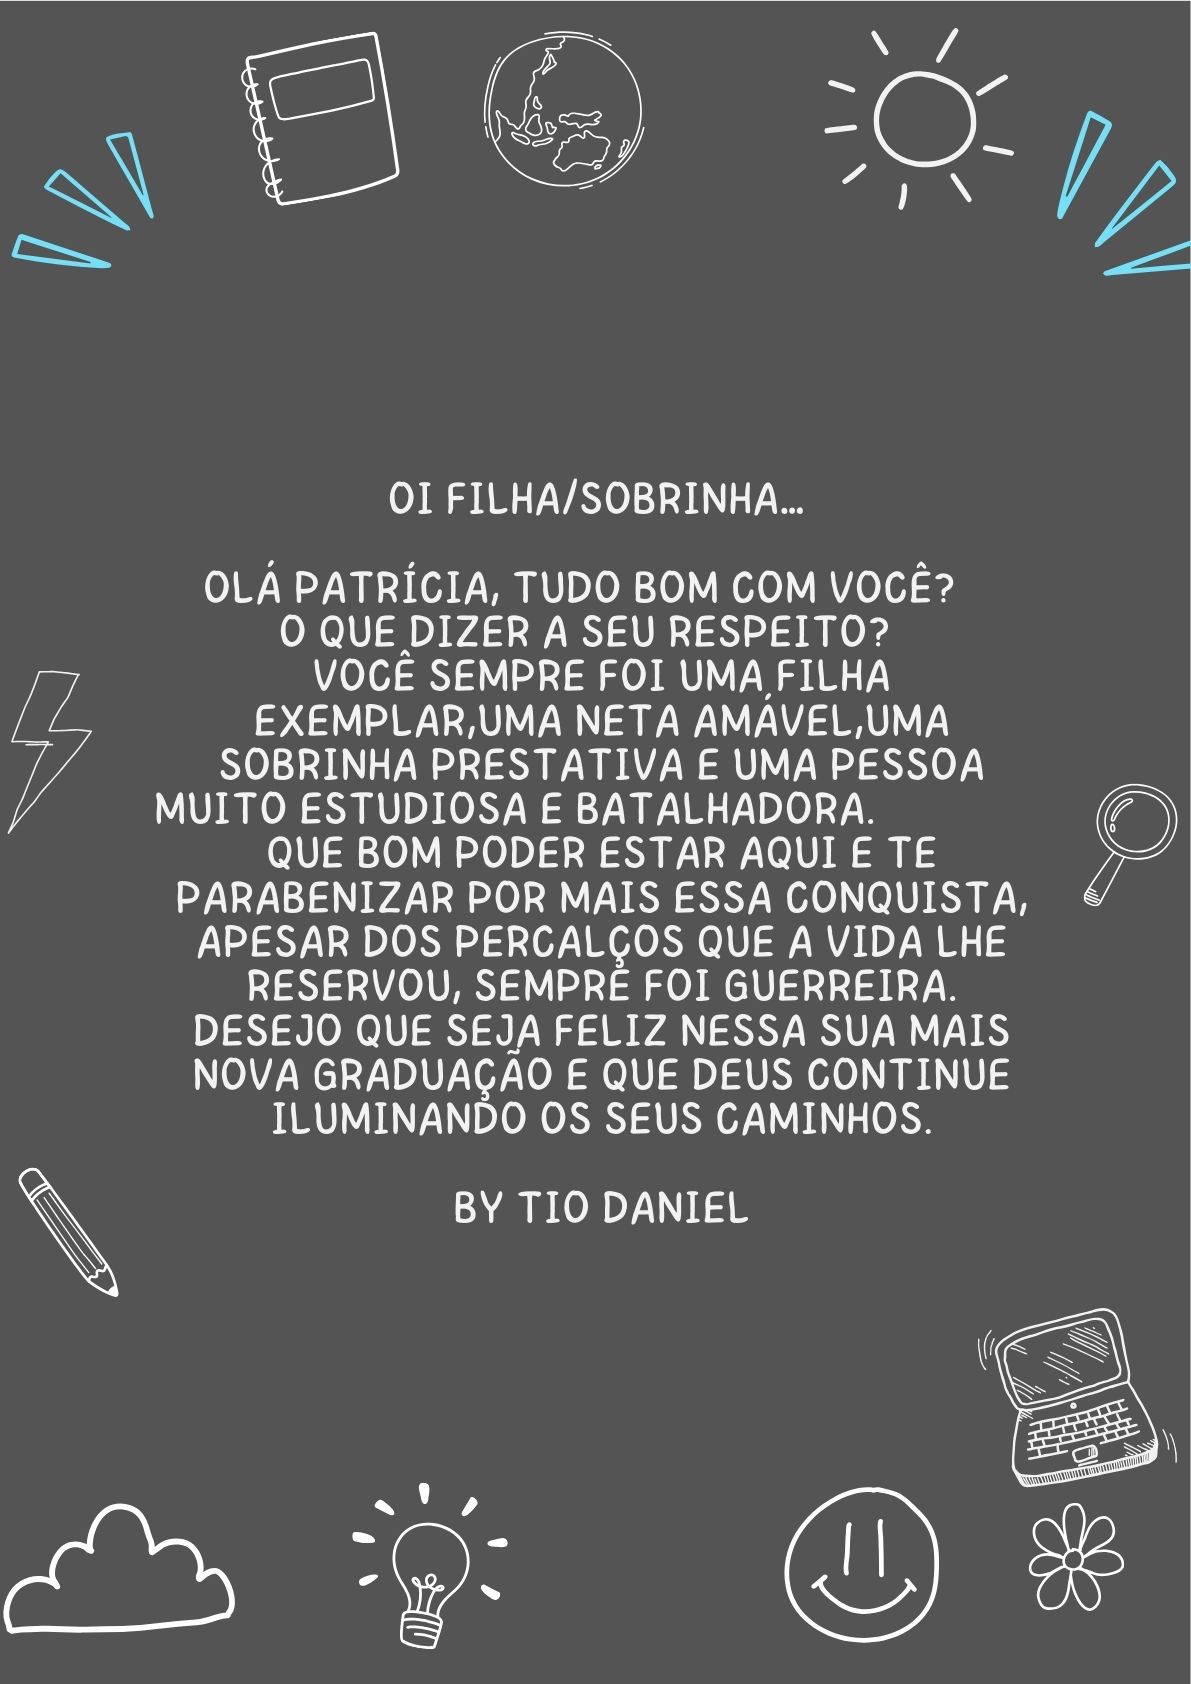 OI FILHA/SOBRINHA...
OLÁ PATRÍCIA, TUDO BOM COM VOCÊ?
O QUE DIZER A SEU RESPEITO?
VOCÊ SEMPRE FOI UMA FILHA
EXEMPLAR,UMA NETA AMÁVEL,UMA
SOBRINHA PRESTATIVA E UMA PESSOA
MUITO ESTUDIOSA E BATALHADORA.
QUE BOM PODER ESTAR AQUI E TE
PARABENIZAR POR MAIS ESSA CONQUISTA,
APESAR DOS PERCALÇOS QUE A VIDA LHE
RESERVOU, SEMPRE FOI GUERREIRA.
DESEJO QUE SEJA FELIZ NESSA SUA MAIS
NOVA GRADUAÇÃO E QUE DEUS CONTINUE
ILUMINANDO OS SEUS CAMINHOS.
BY TIO DANIEL